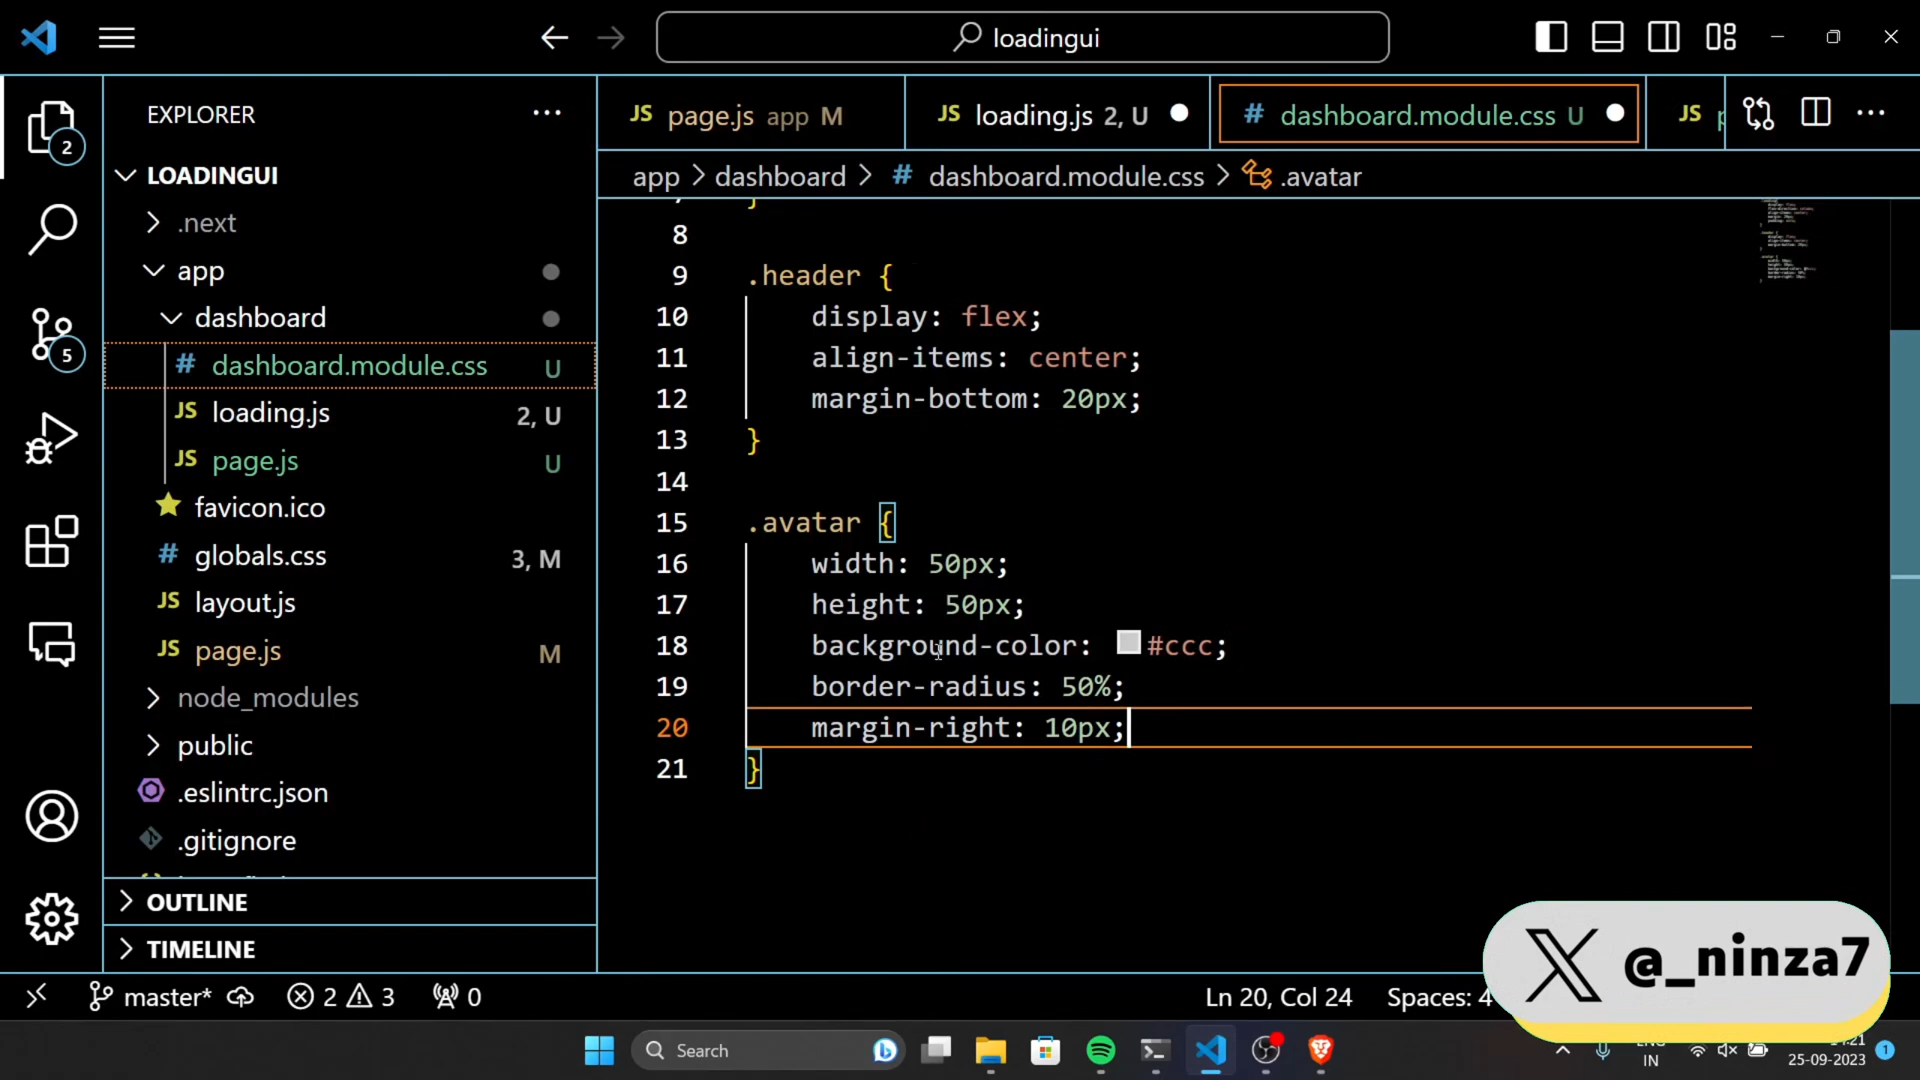 loadingui
EXPLORER
LOADINGUI
.next
app
dashboard
dashboard.module.css U
loading.js 2, U
page.js U
favicon.ico
globals.css 3, M
layout.js
page.js M
node_modules
public
.eslintrc.json
.gitignore
OUTLINE
TIMELINE
2
5
JS page.js app M
JS loading.js 2, U
# dashboard.module.css U
JS
app > dashboard > # dashboard.module.css > .avatar
8
9 .header {
10 display: flex;
11 align-items: center;
12 margin-bottom: 20px;
13 }
14
15 .avatar {
16 width: 50px;
17 height: 50px;
18 background-color: #ccc;
19 border-radius: 50%;
20 margin-right: 10px;
21 }
X @_ninza7
master* 2 3 0
Ln 20, Col 24 Spaces: 4
Search
IN
25-09-2023
1